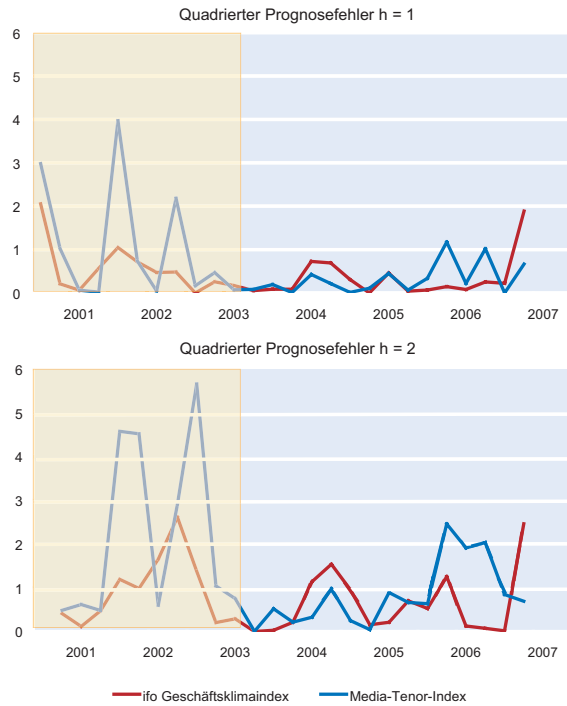 Quadrierter Prognosefehler h = 1
6
5
4
3
2
1
0
2001 2002 2003 2004 2005 2006 2007
Quadrierter Prognosefehler h = 2
6
5
4
3
2
1
0
2001 2002 2003 2004 2005 2006 2007
ifo Geschäftsklimaindex Media-Tenor-Index